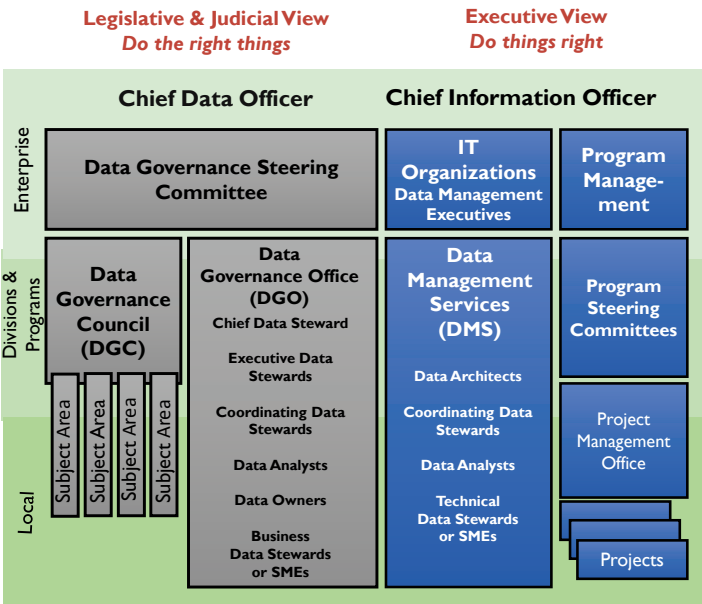 Legislative & Judicial View
Do the right things
Executive View
Do things right
Chief Data Officer
Chief Information Officer
Enterprise
Divisions &
Programs
Local
Data Governance Steering
Committee
IT
Organizations
Data Management
Executives
Program
Manage-
ment
Data
Governance
Council
(DGC)
Subject Area
Subject Area
Subject Area
Subject Area
Data
Governance Office
(DGO)
Chief Data Steward
Executive Data
Stewards
Coordinating Data
Stewards
Data Analysts
Data Owners
Business
Data Stewards
or SMEs
Data
Management
Services
(DMS)
Data Architects
Coordinating Data
Stewards
Data Analysts
Technical
Data Stewards
or SMEs
Program
Steering
Committees
Project
Management
Office
Projects